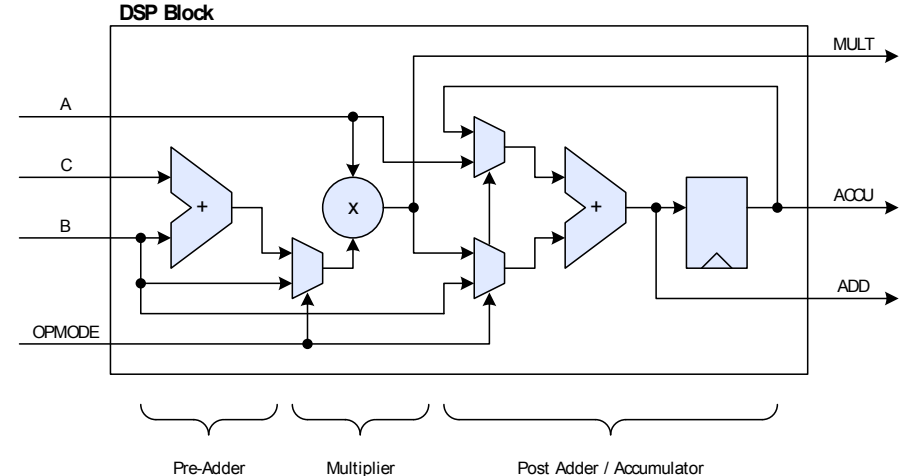 DSP Block
MULT
A
C
+
x
+
ACCU
B
ADD
OPMODE
Pre-Adder
Multiplier
Post Adder / Accumulator